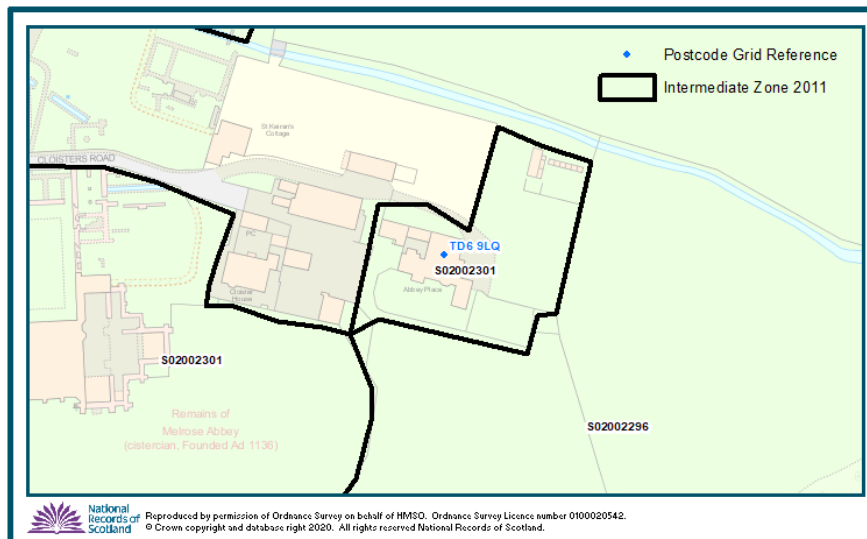 Postcode Grid Reference
Intermediate Zone 2011
St Keiran's
Cottage
CLOISTERS ROAD
PC
TD6 9LQ
S02002301
Abbey Place
Cloister
House
S02002301
Remains of
Melrose Abbey
(cistercian, Founded Ad 1136)
S02002296
National
Records of
Scotland
Reproduced by permission of Ordnance Survey on behalf of HMSO. Ordnance Survey Licence number 0100020542.
© Crown copyright and database right 2020. All rights reserved National Records of Scotland.